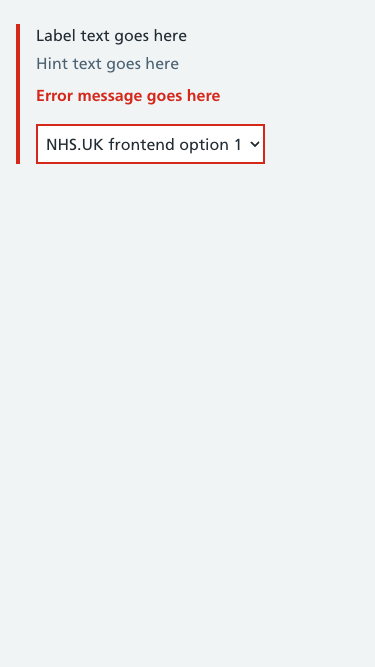 Label text goes here
Hint text goes here
Error message goes here
NHS.UK frontend option 1